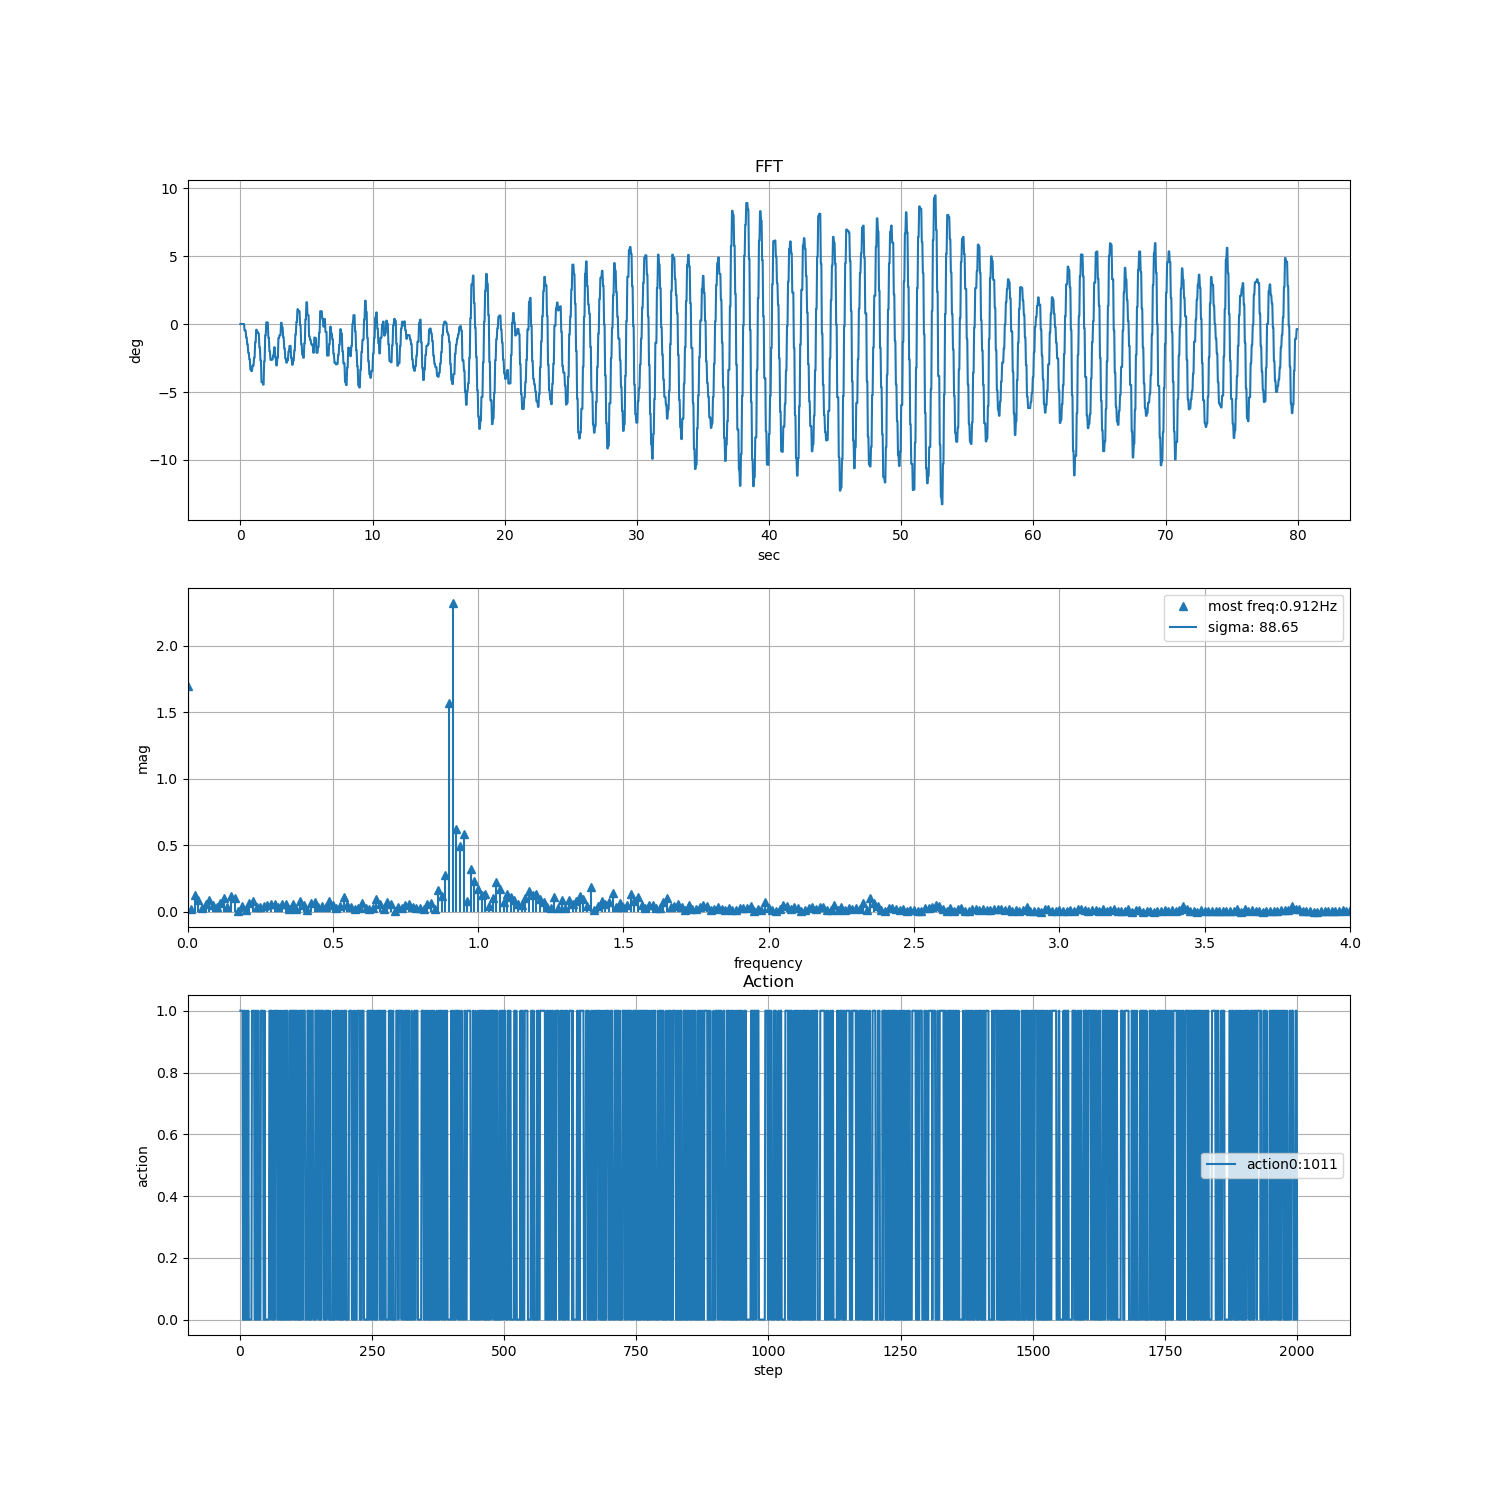 FFT
10
5
0
−5
−10
deg
0 10 20 30 40 50 60 70 80
sec
most freq:0.912Hz
sigma: 88.65
2.0
1.5
1.0
0.5
0.0
mag
0.0 0.5 1.0 1.5 2.0 2.5 3.0 3.5 4.0
frequency
Action
1.0
0.8
0.6
0.4
0.2
0.0
action
action0:1011
0 250 500 750 1000 1250 1500 1750 2000
step